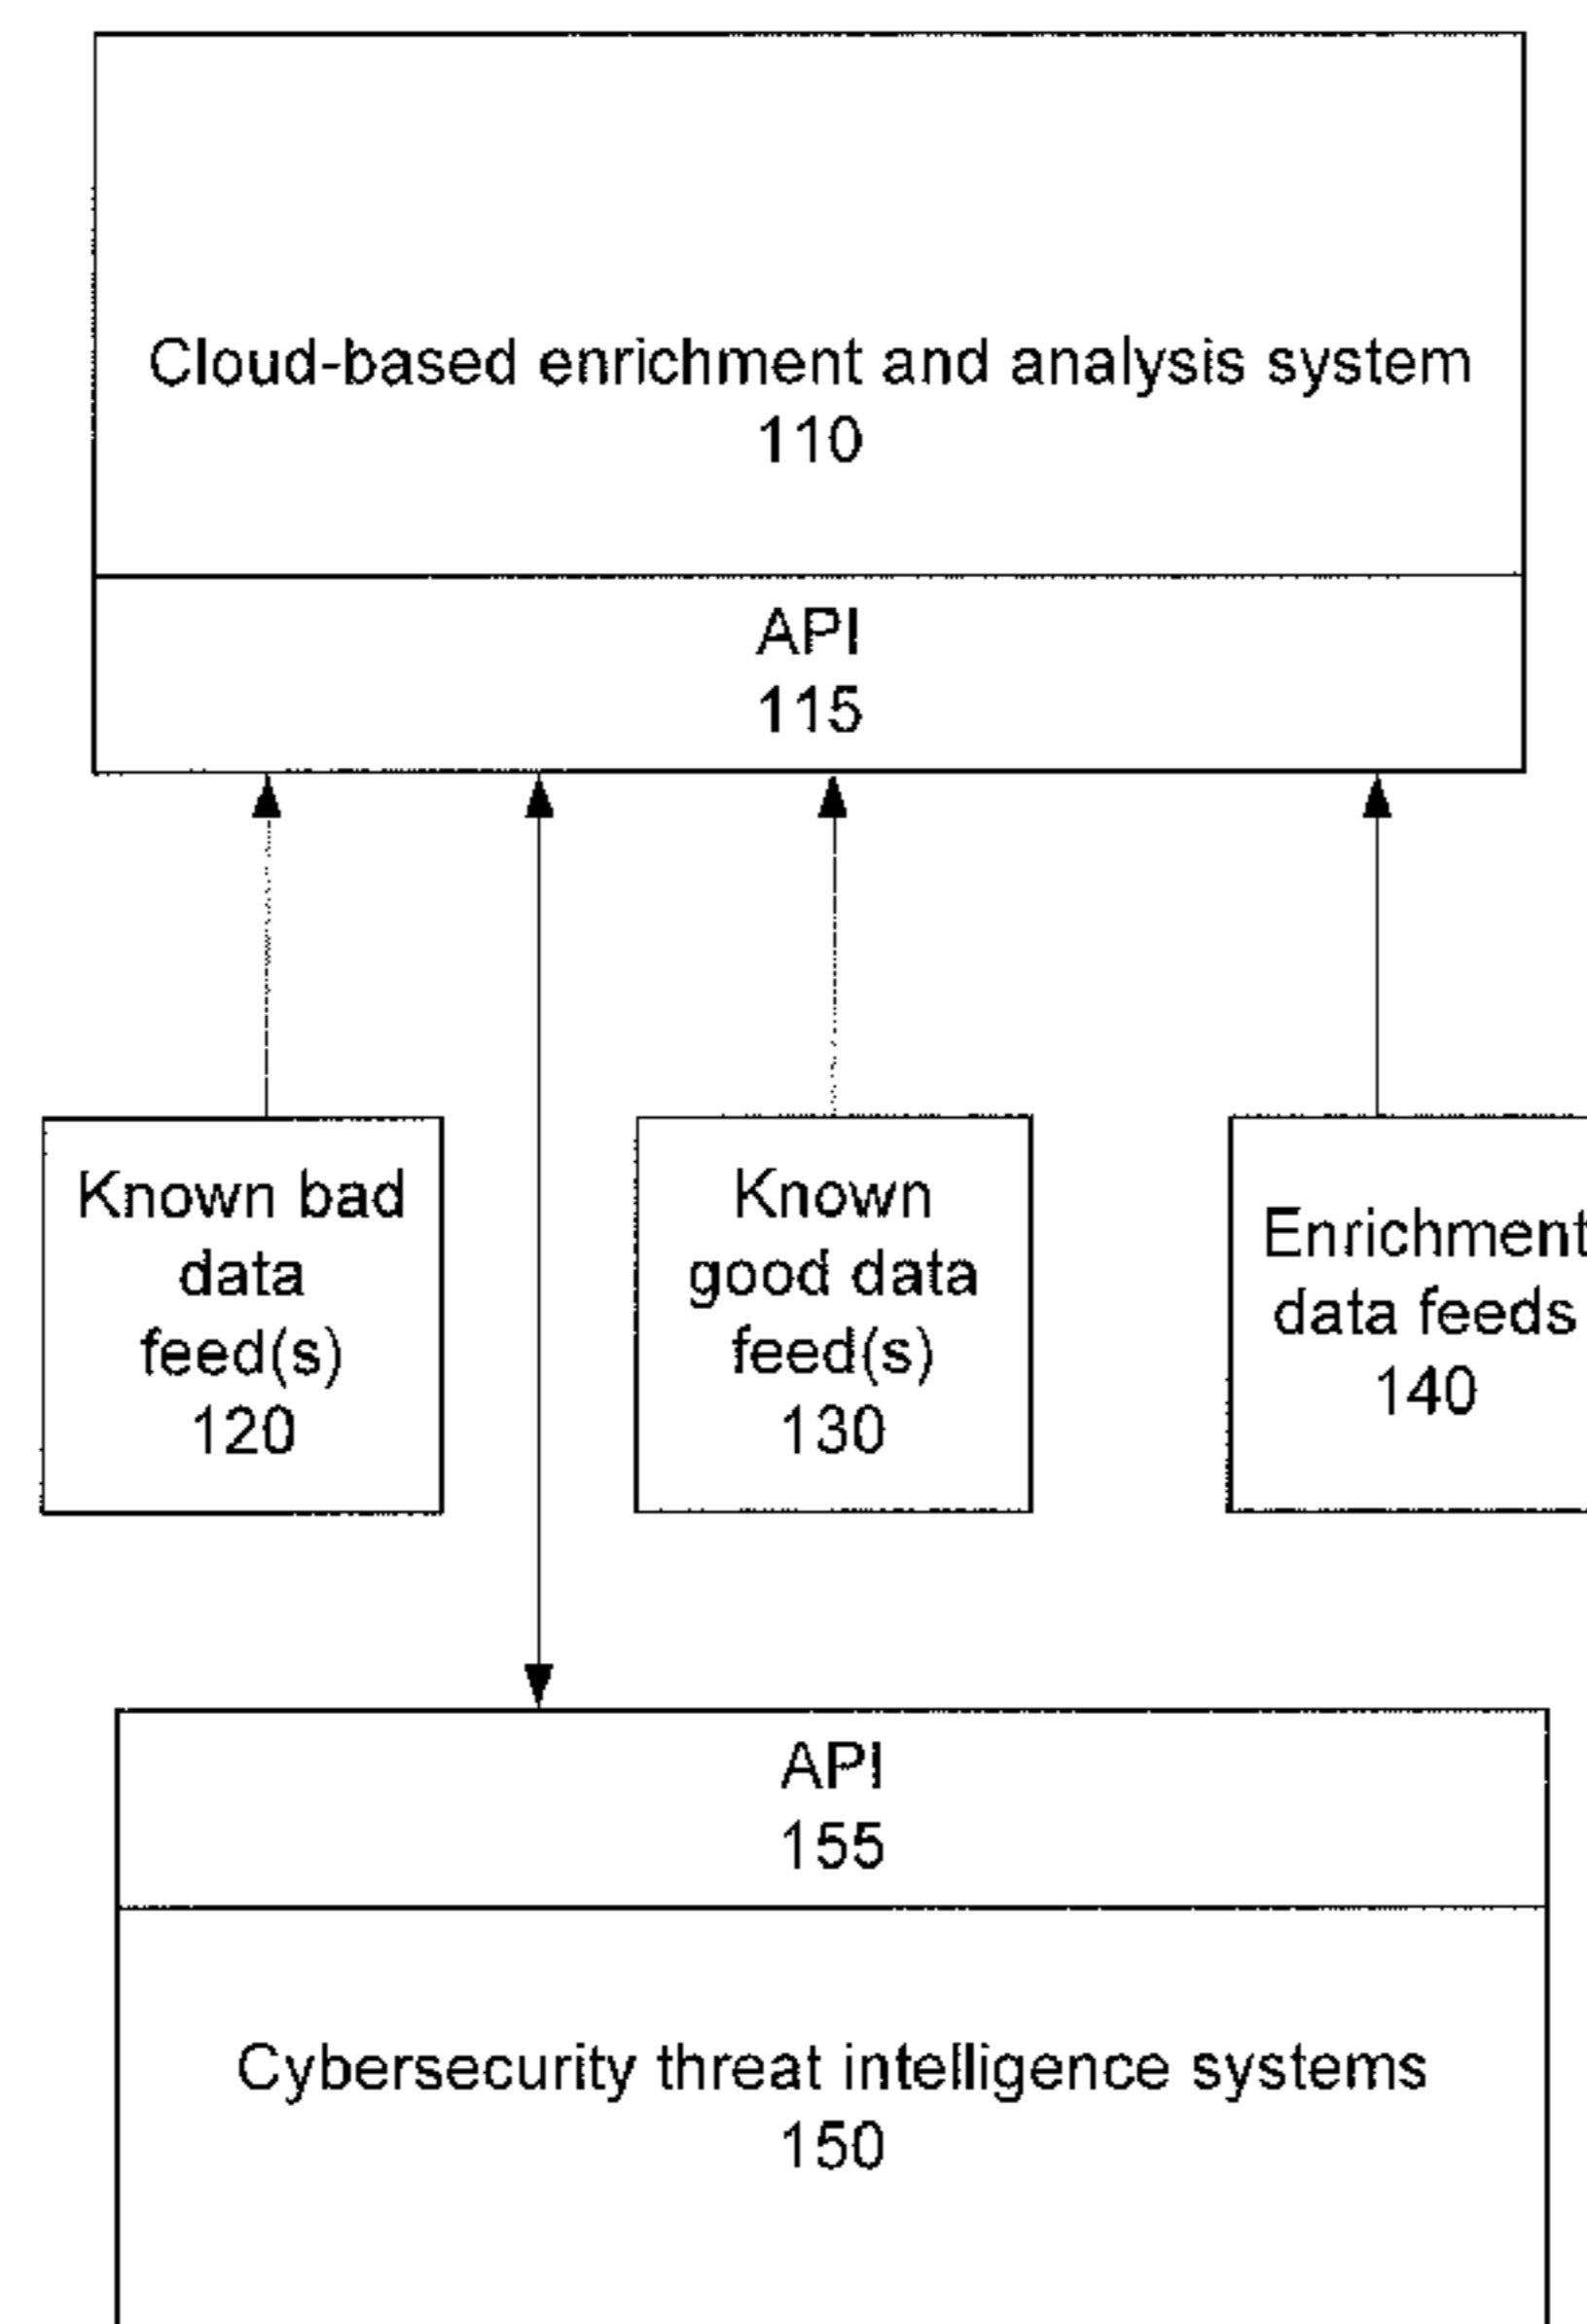 Cloud-based enrichment and analysis system
110
API
115
Known bad
data
feed(s)
120
Known
good data
feed(s)
130
Enrichment
data feeds
140
API
155
Cybersecurity threat intelligence systems
150